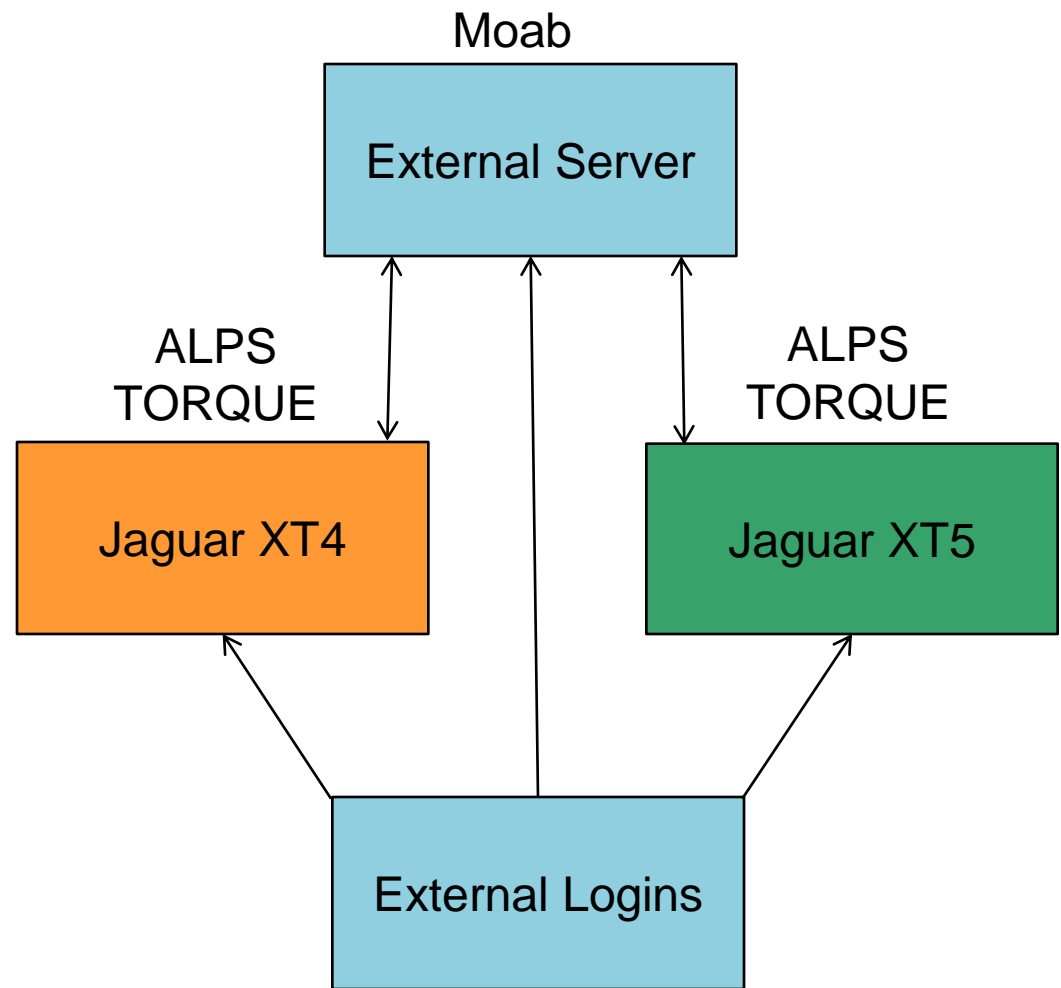 Moab
External Server
ALPS
TORQUE
ALPS
TORQUE
Jaguar XT4
Jaguar XT5
External Logins